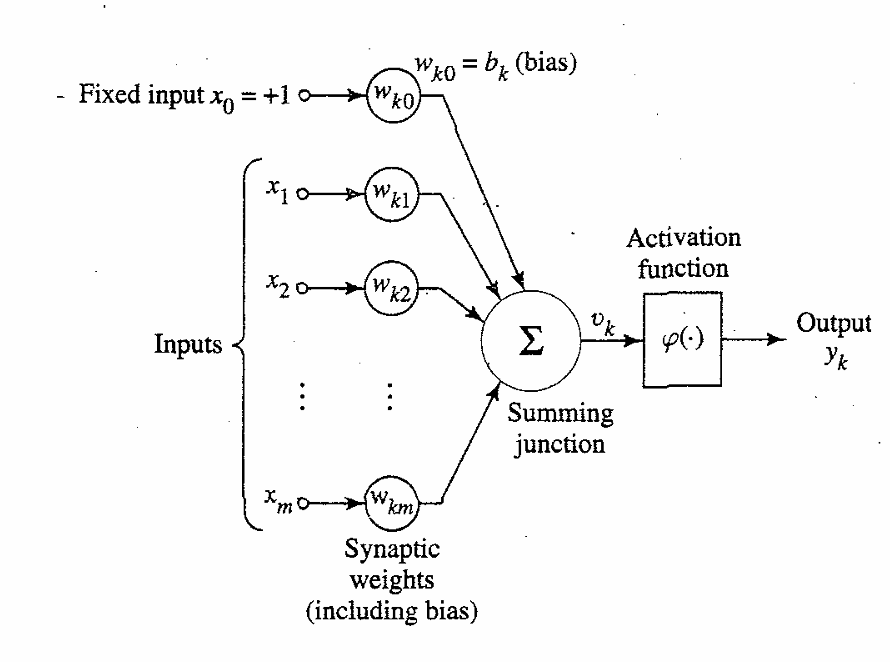 w_k0 = b_k (bias)
- Fixed input x_0 = +1
w_k0
x_1
w_k1
x_2
w_k2
Inputs
⋮ ⋮
x_m
w_km
Synaptic
weights
(including bias)
Σ
Summing
junction
v_k
Activation
function
φ(·)
Output
y_k